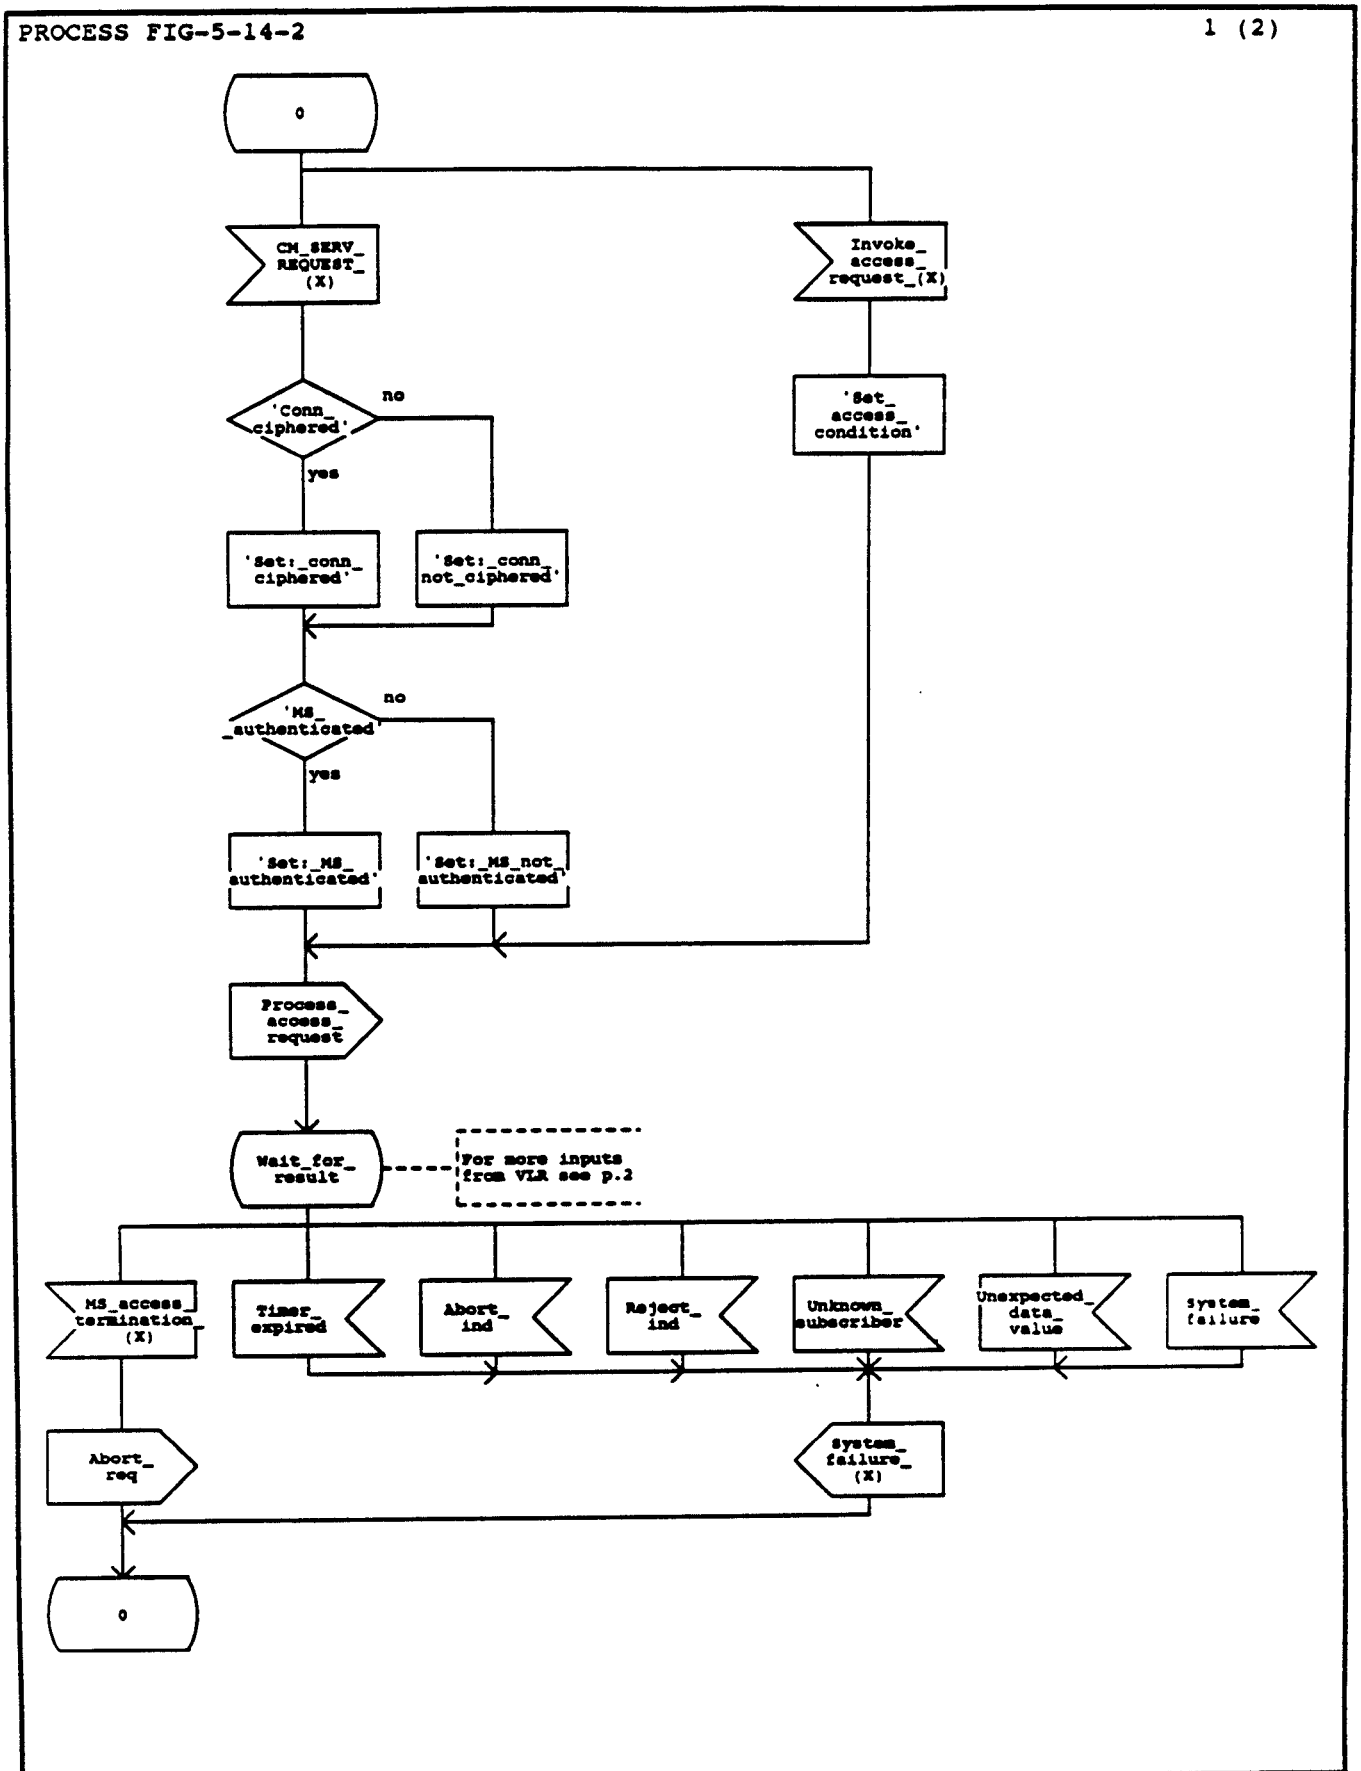 PROCESS FIG-5-14-2
1 (2)
0
CM_SERV_
REQUEST_
(X)
Invoke_
access_
request_(X)
'Conn_
ciphered'
no
yes
'Set_
access_
condition'
'Set:_conn_
ciphered'
'Set:_conn_
not_ciphered'
'MS_
_authenticated'
no
yes
'Set:_MS_
authenticated'
'Set:_MS_not_
authenticated'
Process_
access_
request
Wait_for_
result
For more inputs
from VLR see p.2
MS_access_
termination_
(X)
Timer_
expired
Abort_
ind
Reject_
ind
Unknown_
subscriber
Unexpected_
data_
value
System_
failure
Abort_
req
System_
failure_
(X)
0